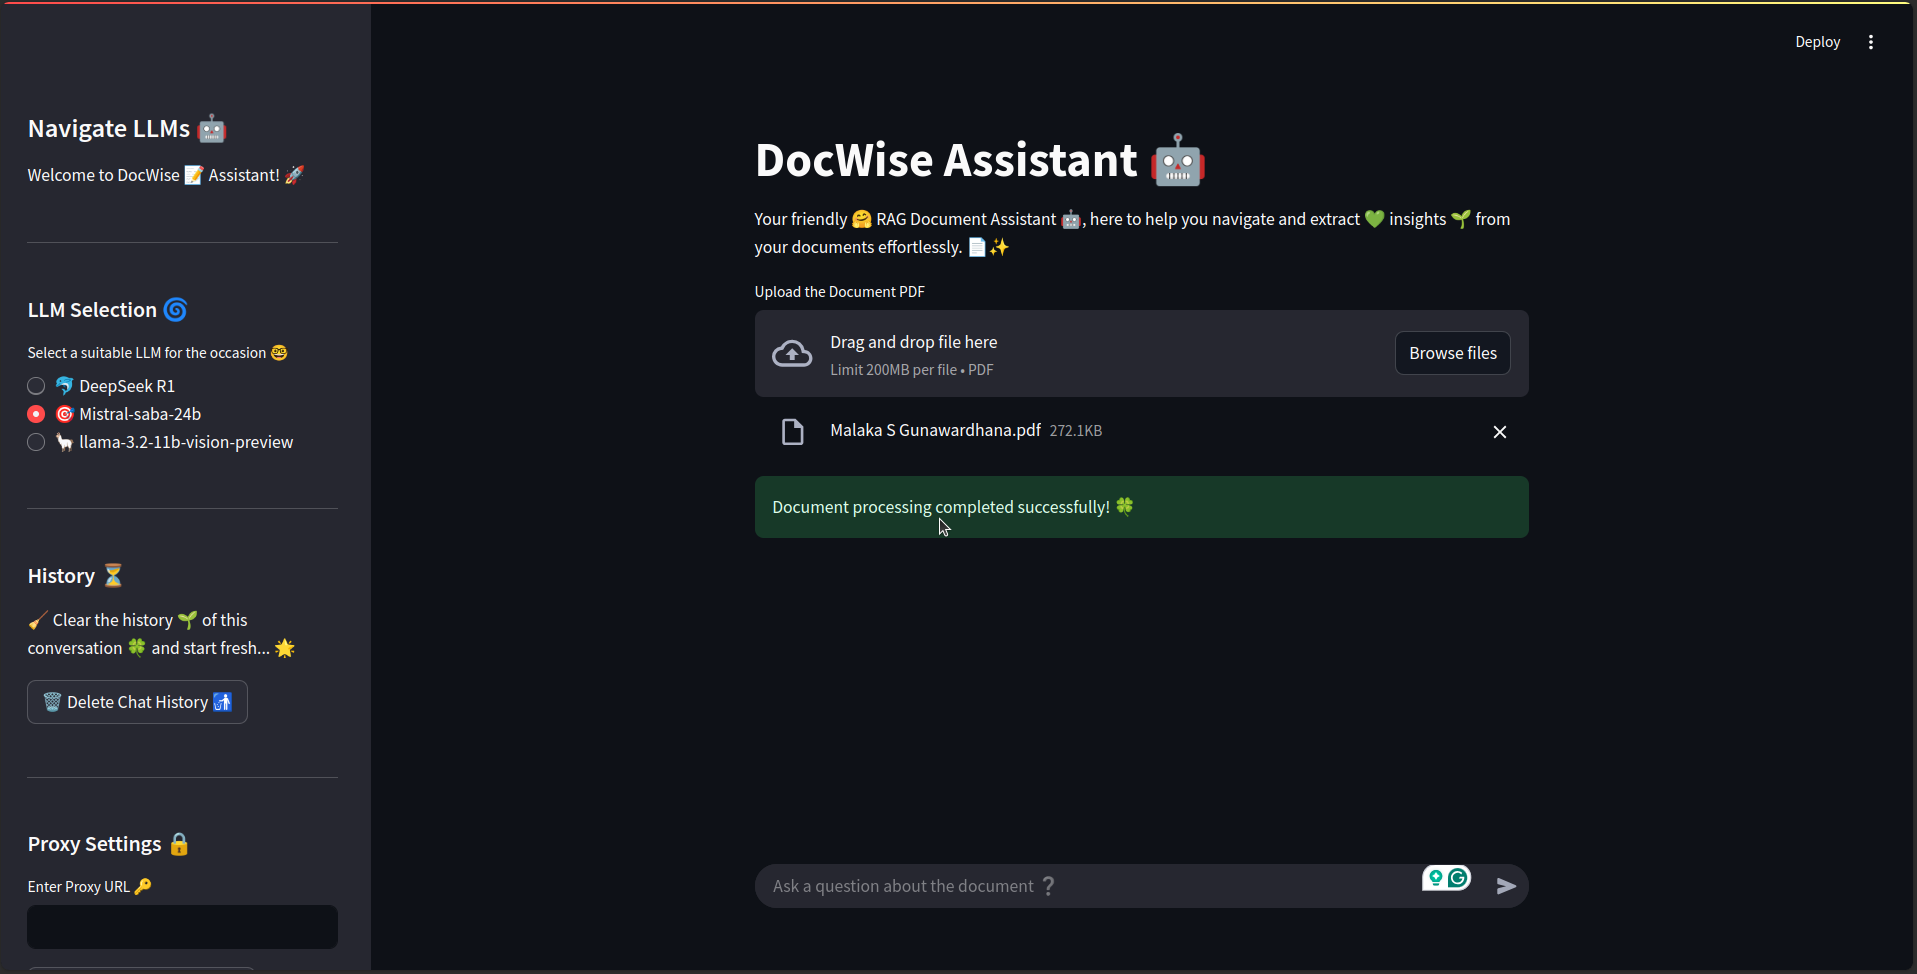 Deploy
Navigate LLMs 🤖
Welcome to DocWise 📝 Assistant! 🚀
LLM Selection 🌀
Select a suitable LLM for the occasion 🤓
🐬 DeepSeek R1
🎯 Mistral-saba-24b
🦙 llama-3.2-11b-vision-preview
History ⏳
🧹 Clear the history 🌱 of this
conversation 🍀 and start fresh... 🌟
🗑️ Delete Chat History 🚮
Proxy Settings 🔒
Enter Proxy URL 🔑
DocWise Assistant 🤖
Your friendly 🤗 RAG Document Assistant 🤖, here to help you navigate and extract 💚 insights 🌱 from
your documents effortlessly. 📄✨
Upload the Document PDF
Drag and drop file here
Limit 200MB per file • PDF
Browse files
Malaka S Gunawardhana.pdf 272.1KB
Document processing completed successfully! 🍀
Ask a question about the document ❔